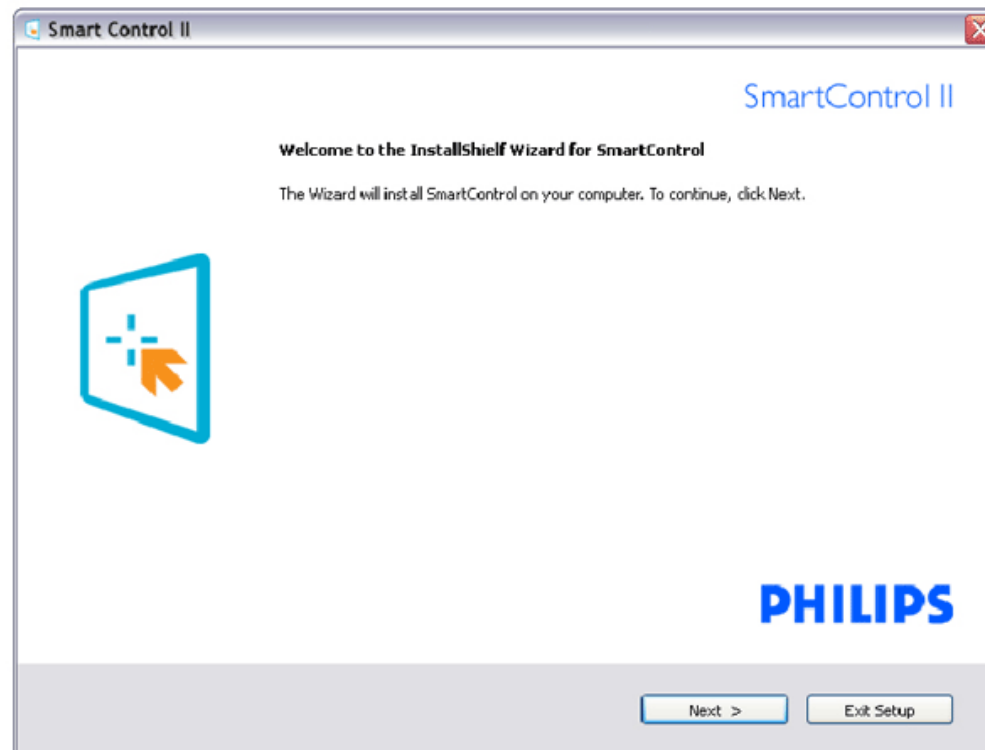 Smart Control II
SmartControl II
Welcome to the InstallShielf Wizard for SmartControl
The Wizard will install SmartControl on your computer. To continue, click Next.
PHILIPS
Next >
Exit Setup